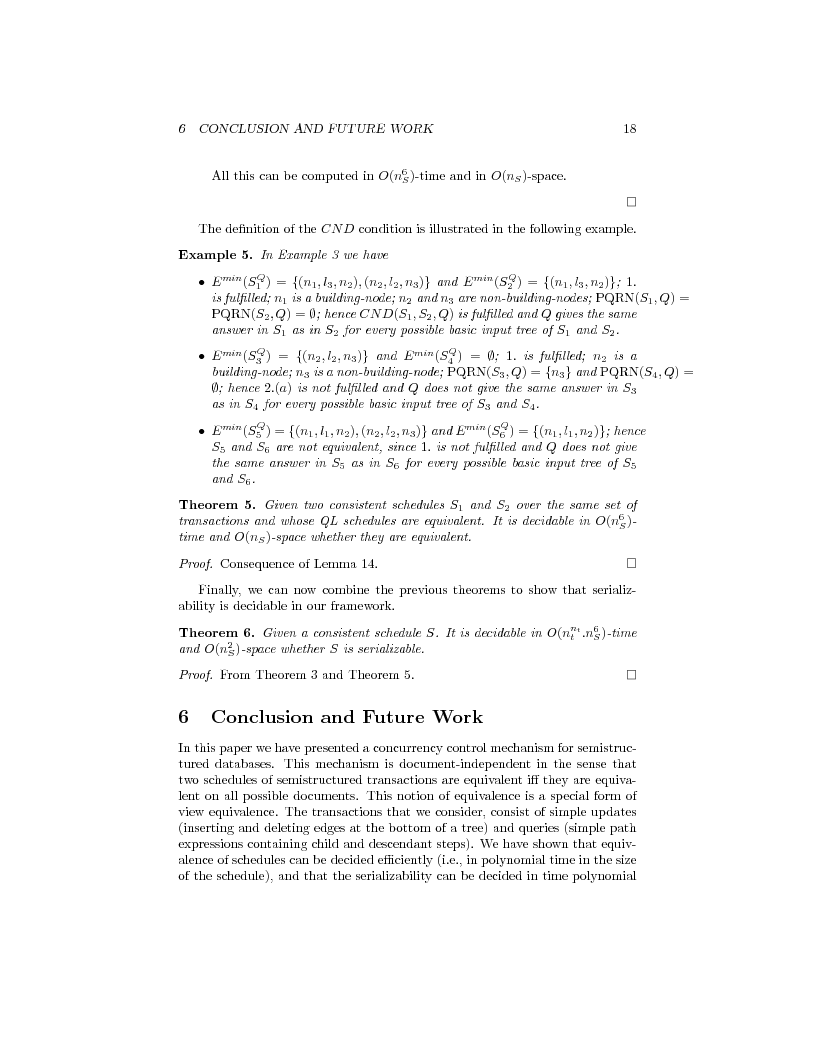 6 CONCLUSION AND FUTURE WORK 18
All this can be computed in O(n_S^6)-time and in O(n_S)-space.
□
The definition of the CND condition is illustrated in the following example.
Example 5. In Example 3 we have
• E^{min}(S_1^Q) = {(n_1, l_3, n_2), (n_2, l_2, n_3)} and E^{min}(S_2^Q) = {(n_1, l_3, n_2)}; 1.
is fulfilled; n_1 is a building-node; n_2 and n_3 are non-building-nodes; PQRN(S_1, Q) =
PQRN(S_2, Q) = ∅; hence CND(S_1, S_2, Q) is fulfilled and Q gives the same
answer in S_1 as in S_2 for every possible basic input tree of S_1 and S_2.
• E^{min}(S_3^Q) = {(n_2, l_2, n_3)} and E^{min}(S_4^Q) = ∅; 1. is fulfilled; n_2 is a
building-node; n_3 is a non-building-node; PQRN(S_3, Q) = {n_3} and PQRN(S_4, Q) =
∅; hence 2.(a) is not fulfilled and Q does not give the same answer in S_3
as in S_4 for every possible basic input tree of S_3 and S_4.
• E^{min}(S_5^Q) = {(n_1, l_1, n_2), (n_2, l_2, n_3)} and E^{min}(S_6^Q) = {(n_1, l_1, n_2)}; hence
S_5 and S_6 are not equivalent, since 1. is not fulfilled and Q does not give
the same answer in S_5 as in S_6 for every possible basic input tree of S_5
and S_6.
Theorem 5. Given two consistent schedules S_1 and S_2 over the same set of
transactions and whose QL schedules are equivalent. It is decidable in O(n_S^6)-
time and O(n_S)-space whether they are equivalent.
Proof. Consequence of Lemma 14. □
Finally, we can now combine the previous theorems to show that serializ-
ability is decidable in our framework.
Theorem 6. Given a consistent schedule S. It is decidable in O(n_t^{n_t}.n_S^6)-time
and O(n_S^2)-space whether S is serializable.
Proof. From Theorem 3 and Theorem 5. □
6 Conclusion and Future Work
In this paper we have presented a concurrency control mechanism for semistruc-
tured databases. This mechanism is document-independent in the sense that
two schedules of semistructured transactions are equivalent iff they are equiva-
lent on all possible documents. This notion of equivalence is a special form of
view equivalence. The transactions that we consider, consist of simple updates
(inserting and deleting edges at the bottom of a tree) and queries (simple path
expressions containing child and descendant steps). We have shown that equiv-
alence of schedules can be decided efficiently (i.e., in polynomial time in the size
of the schedule), and that the serializability can be decided in time polynomial